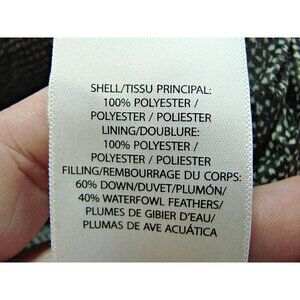 SHELL/TISSU PRINCIPAL:
100% POLYESTER /
POLYESTER / POLIESTER
LINING/DOUBLURE:
100% POLYESTER /
POLYESTER / POLIESTER
FILLING/REMBOURRAGE DU CORPS:
60% DOWN/DUVET/PLUMÓN/
40% WATERFOWL FEATHERS/
PLUMES DE GIBIER D'EAU/
PLUMAS DE AVE ACUÁTICA